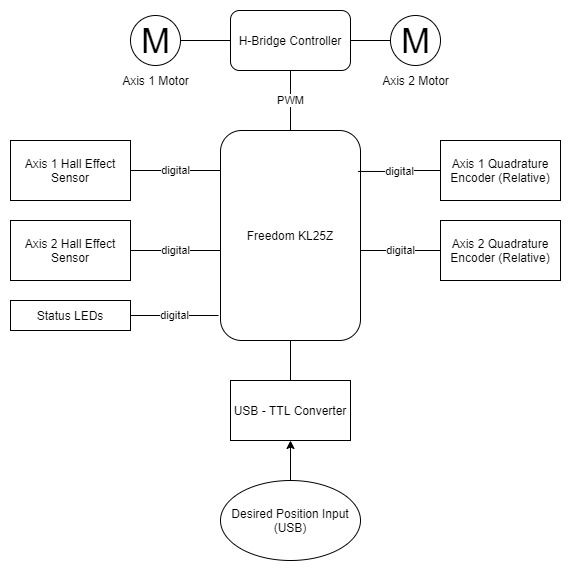 M
H-Bridge Controller
M
Axis 1 Motor
Axis 2 Motor
PWM
Axis 1 Hall Effect
Sensor
digital
Freedom KL25Z
digital
Axis 1 Quadrature
Encoder (Relative)
Axis 2 Hall Effect
Sensor
digital
digital
Axis 2 Quadrature
Encoder (Relative)
Status LEDs
digital
USB - TTL Converter
Desired Position Input
(USB)